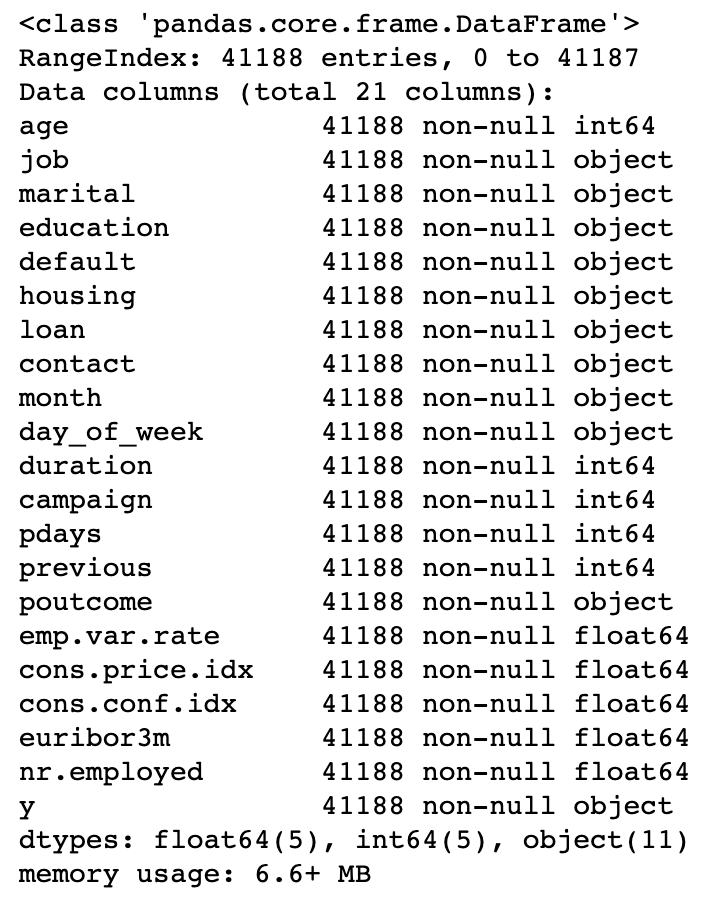 <class 'pandas.core.frame.DataFrame'>
RangeIndex: 41188 entries, 0 to 41187
Data columns (total 21 columns):
age               41188 non-null int64
job               41188 non-null object
marital           41188 non-null object
education         41188 non-null object
default           41188 non-null object
housing           41188 non-null object
loan              41188 non-null object
contact           41188 non-null object
month             41188 non-null object
day_of_week       41188 non-null object
duration          41188 non-null int64
campaign          41188 non-null int64
pdays             41188 non-null int64
previous          41188 non-null int64
poutcome          41188 non-null object
emp.var.rate      41188 non-null float64
cons.price.idx    41188 non-null float64
cons.conf.idx     41188 non-null float64
euribor3m         41188 non-null float64
nr.employed       41188 non-null float64
y                 41188 non-null object
dtypes: float64(5), int64(5), object(11)
memory usage: 6.6+ MB